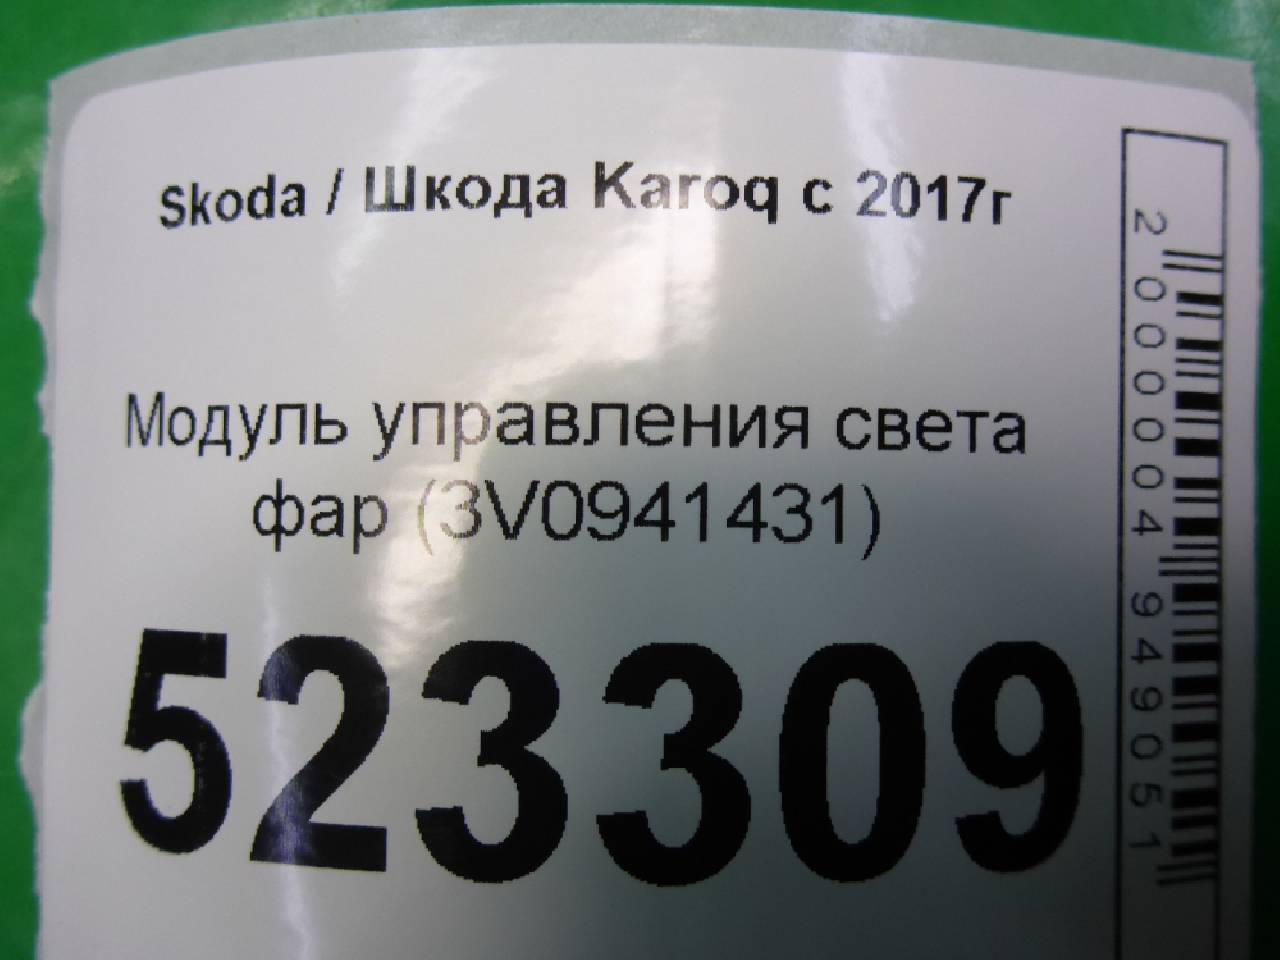 Skoda / Шкода Karoq с 2017г
Модуль управления света
фар (3V0941431)
523309
2000004949051